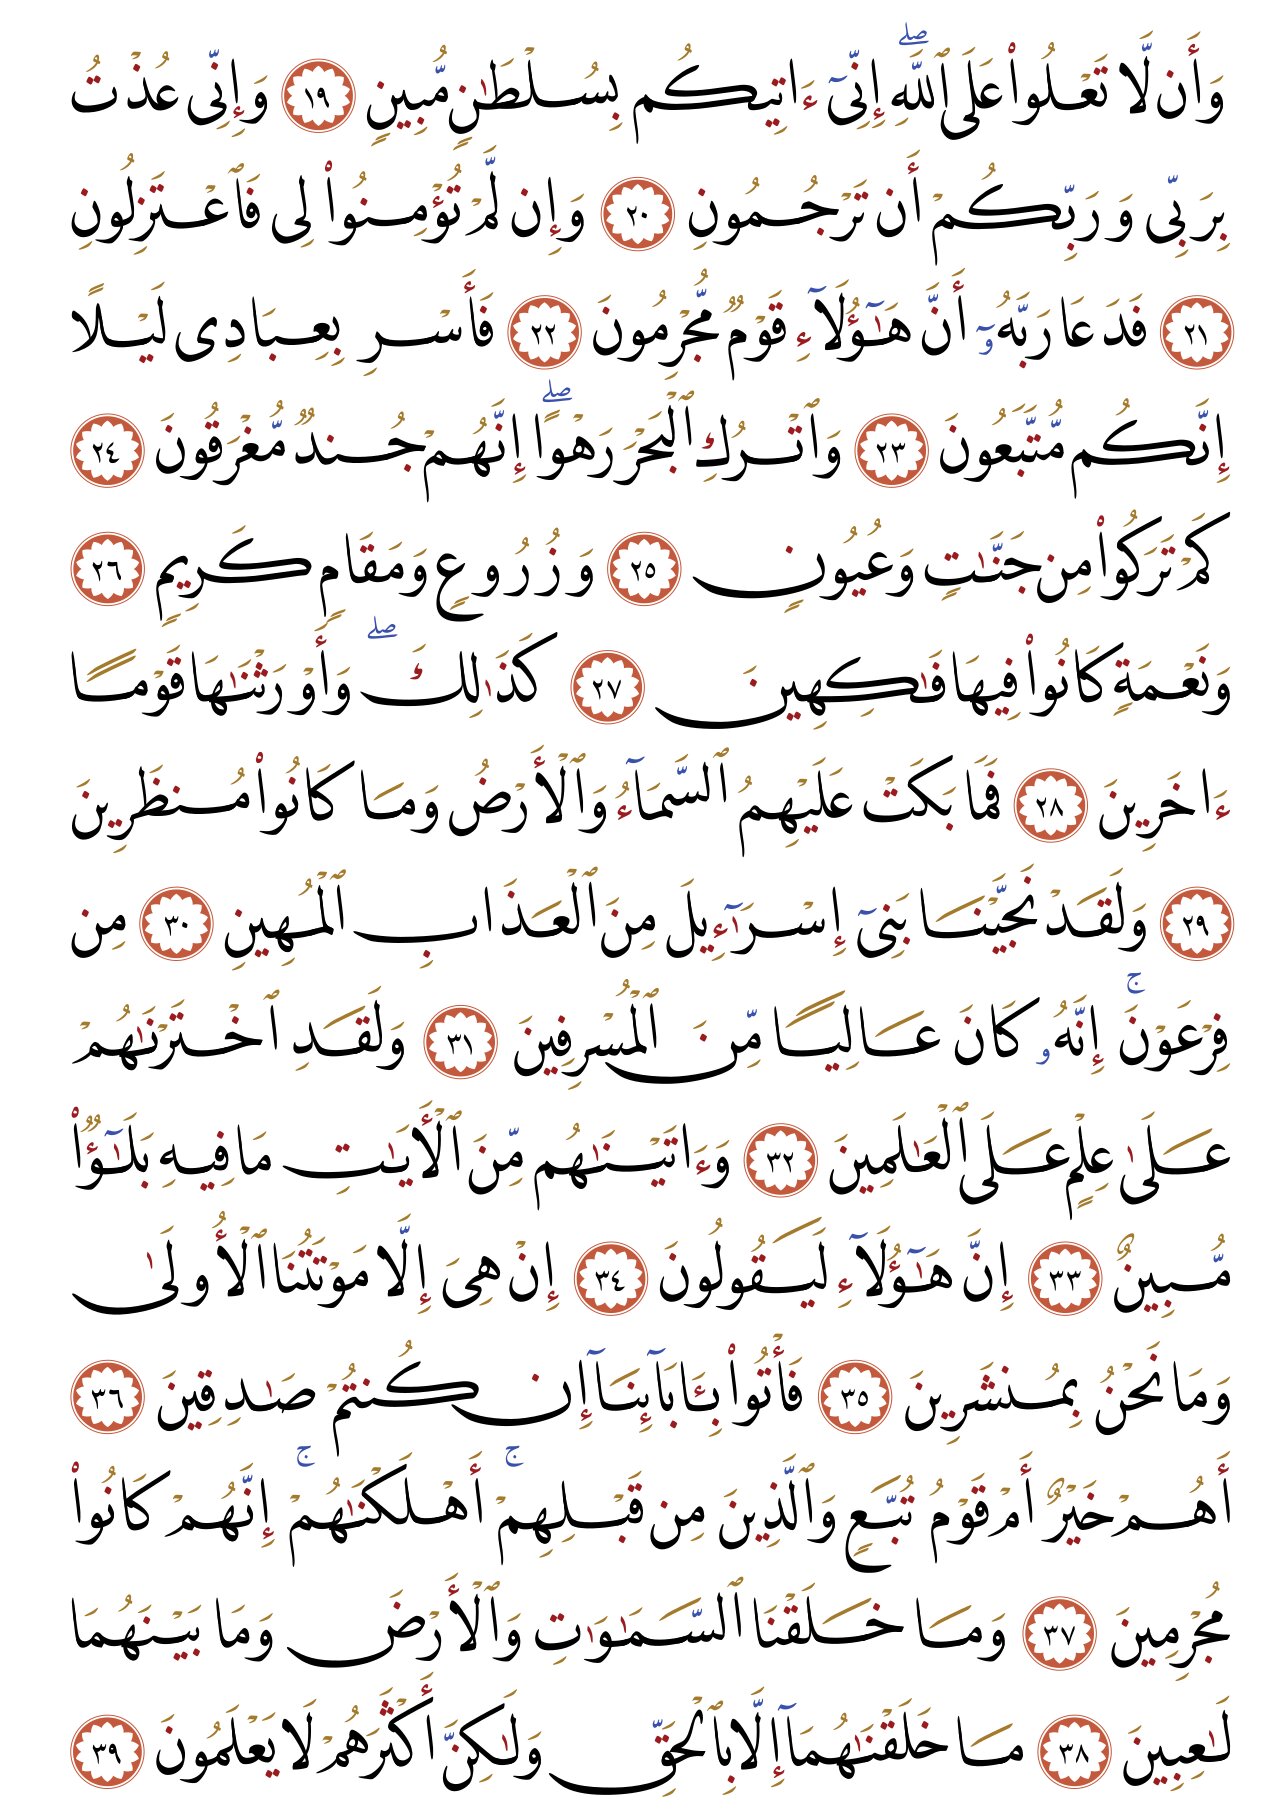 وَأَن لَّا تَعْلُوا۟ عَلَى ٱللَّهِ ۖ إِنِّىٓ ءَاتِيكُم بِسُلْطَـٰنٍ مُّبِينٍ ١٩ وَإِنِّى عُذْتُ
بِرَبِّى وَرَبِّكُمْ أَن تَرْجُمُونِ ٢٠ وَإِن لَّمْ تُؤْمِنُوا۟ لِى فَٱعْتَزِلُونِ
٢١ فَدَعَا رَبَّهُۥٓ أَنَّ هَـٰٓؤُلَآءِ قَوْمٌ مُّجْرِمُونَ ٢٢ فَأَسْرِ بِعِبَادِى لَيْلًا
إِنَّكُم مُّتَّبَعُونَ ٢٣ وَٱتْرُكِ ٱلْبَحْرَ رَهْوًا ۖ إِنَّهُمْ جُندٌ مُّغْرَقُونَ ٢٤
كَمْ تَرَكُوا۟ مِن جَنَّـٰتٍ وَعُيُونٍ ٢٥ وَزُرُوعٍ وَمَقَامٍ كَرِيمٍ ٢٦
وَنَعْمَةٍ كَانُوا۟ فِيهَا فَـٰكِهِينَ ٢٧ كَذَٰلِكَ ۖ وَأَوْرَثْنَـٰهَا قَوْمًا
ءَاخَرِينَ ٢٨ فَمَا بَكَتْ عَلَيْهِمُ ٱلسَّمَآءُ وَٱلْأَرْضُ وَمَا كَانُوا۟ مُنظَرِينَ
٢٩ وَلَقَدْ نَجَّيْنَا بَنِىٓ إِسْرَٰٓءِيلَ مِنَ ٱلْعَذَابِ ٱلْمُهِينِ ٣٠ مِن
فِرْعَوْنَ ۚ إِنَّهُۥ كَانَ عَالِيًا مِّنَ ٱلْمُسْرِفِينَ ٣١ وَلَقَدِ ٱخْتَرْنَـٰهُمْ
عَلَىٰ عِلْمٍ عَلَى ٱلْعَـٰلَمِينَ ٣٢ وَءَاتَيْنَـٰهُم مِّنَ ٱلْأَيَـٰتِ مَا فِيهِ بَلَـٰٓؤٌا۟
مُّبِينٌ ٣٣ إِنَّ هَـٰٓؤُلَآءِ لَيَقُولُونَ ٣٤ إِنْ هِىَ إِلَّا مَوْتَتُنَا ٱلْأُولَىٰ
وَمَا نَحْنُ بِمُنشَرِينَ ٣٥ فَأْتُوا۟ بِـَٔابَآئِنَآ إِن كُنتُمْ صَـٰدِقِينَ ٣٦
أَهُمْ خَيْرٌ أَمْ قَوْمُ تُبَّعٍ وَٱلَّذِينَ مِن قَبْلِهِمْ ۚ أَهْلَكْنَـٰهُمْ ۚ إِنَّهُمْ كَانُوا۟
مُجْرِمِينَ ٣٧ وَمَا خَلَقْنَا ٱلسَّمَـٰوَٰتِ وَٱلْأَرْضَ وَمَا بَيْنَهُمَا
لَـٰعِبِينَ ٣٨ مَا خَلَقْنَـٰهُمَآ إِلَّا بِٱلْحَقِّ وَلَـٰكِنَّ أَكْثَرَهُمْ لَا يَعْلَمُونَ ٣٩